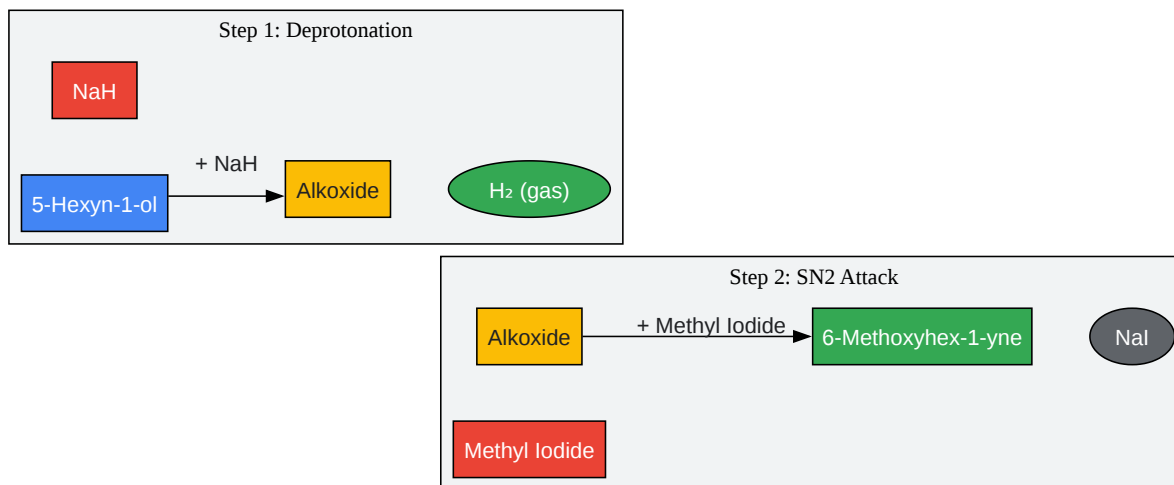 Step 1: Deprotonation
NaH
+ NaH
5-Hexyn-1-ol
Alkoxide
H₂ (gas)
Step 2: SN2 Attack
Alkoxide
+ Methyl Iodide
6-Methoxyhex-1-yne
NaI
Methyl Iodide